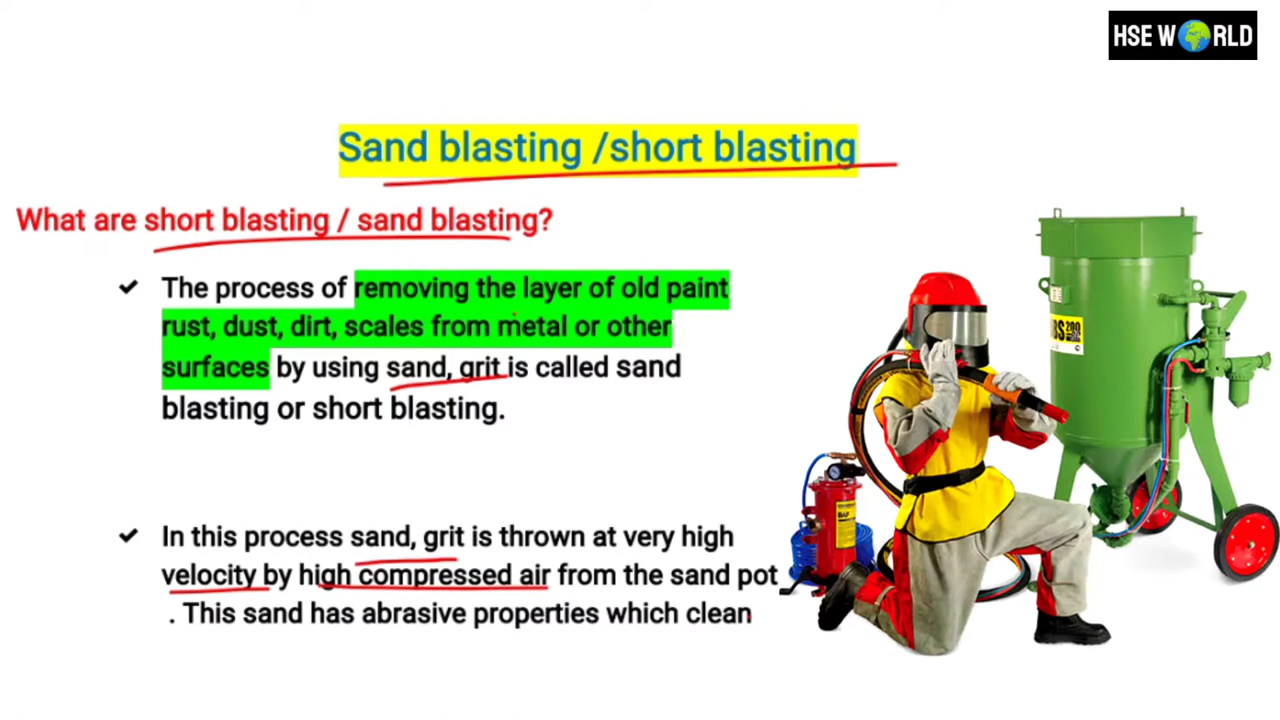 HSE W RLD
Sand blasting /short blasting
What are short blasting / sand blasting?
The process of removing the layer of old paint
rust, dust, dirt, scales from metal or other
surfaces by using sand, grit is called sand
blasting or short blasting.
In this process sand, grit is thrown at very high
velocity by high compressed air from the sand pot
. This sand has abrasive properties which clean
BS 200